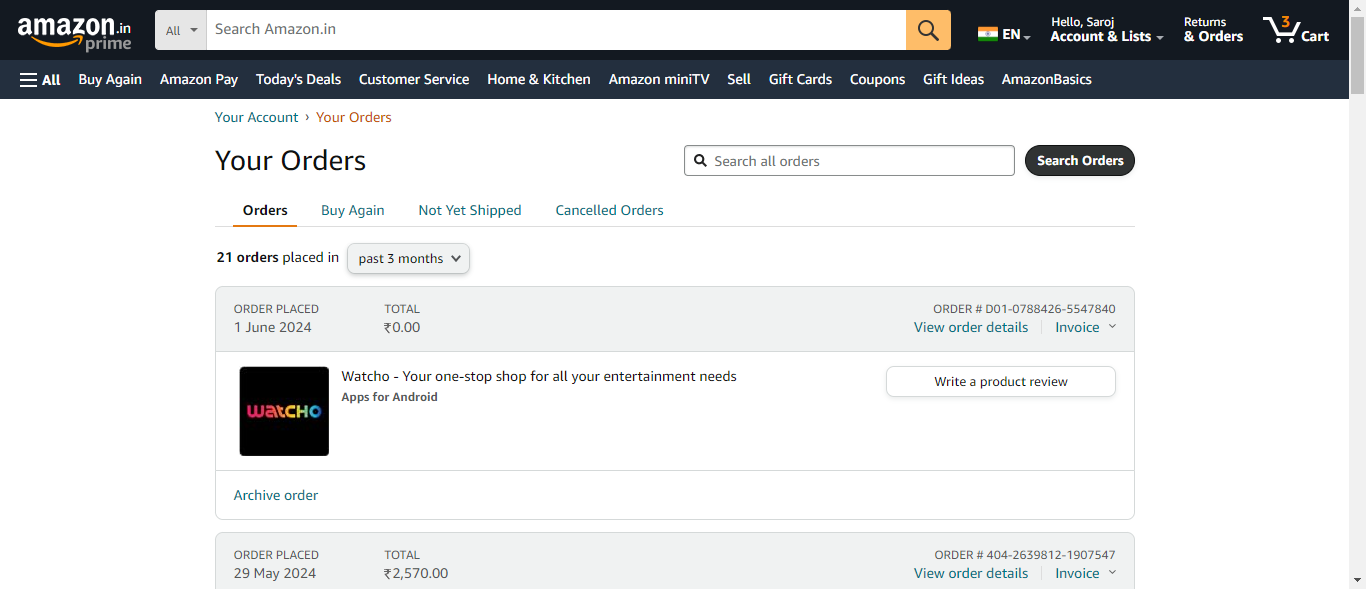 amazon.in
prime
All
Search Amazon.in
EN
Hello, Saroj
Account & Lists
Returns
& Orders
3
Cart
All Buy Again Amazon Pay Today's Deals Customer Service Home & Kitchen Amazon miniTV Sell Gift Cards Coupons Gift Ideas AmazonBasics
Your Account › Your Orders
Your Orders
Search all orders
Search Orders
Orders Buy Again Not Yet Shipped Cancelled Orders
21 orders placed in past 3 months
ORDER PLACED TOTAL ORDER # D01-0788426-5547840
1 June 2024 ₹0.00 View order details Invoice
WATCHO
Watcho - Your one-stop shop for all your entertainment needs
Apps for Android
Write a product review
Archive order
ORDER PLACED TOTAL ORDER # 404-2639812-1907547
29 May 2024 ₹2,570.00 View order details Invoice